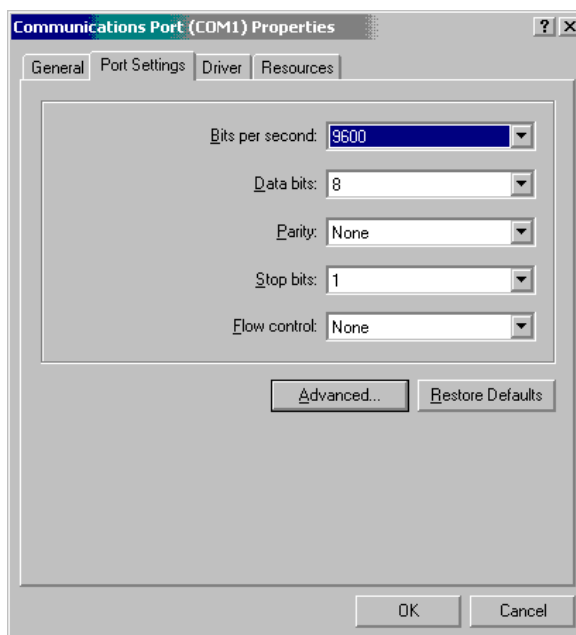 Communications Port (COM1) Properties ? X
General Port Settings Driver Resources
Bits per second: 9600
Data bits: 8
Parity: None
Stop bits: 1
Flow control: None
Advanced... Restore Defaults
OK Cancel